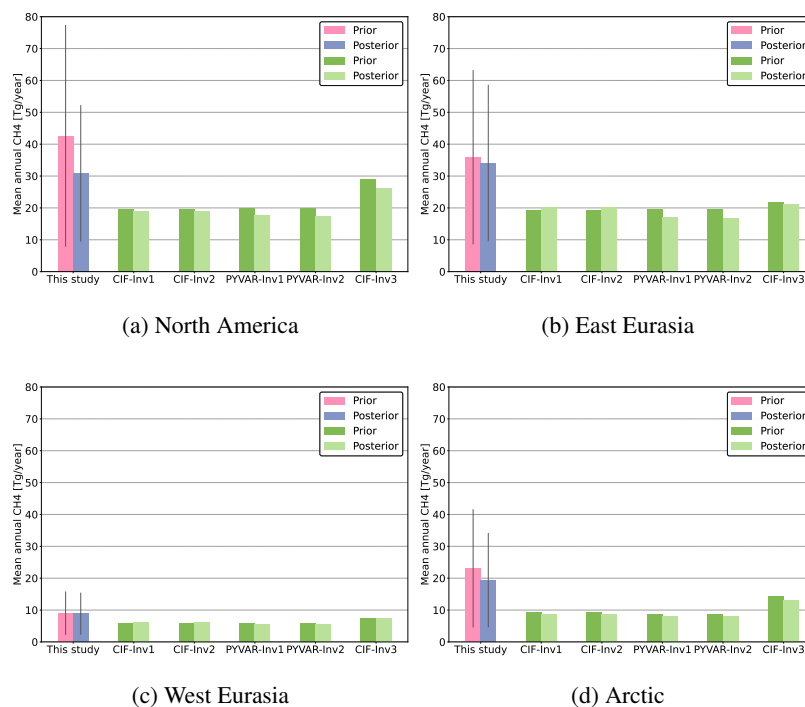 80
70
60
50
40
30
20
10
0
Mean annual CH4 [Tg/year]
Prior
Posterior
Prior
Posterior
This study CIF-Inv1 CIF-Inv2 PYVAR-Inv1 PYVAR-Inv2 CIF-Inv3
(a) North America
80
70
60
50
40
30
20
10
0
Mean annual CH4 [Tg/year]
Prior
Posterior
Prior
Posterior
This study CIF-Inv1 CIF-Inv2 PYVAR-Inv1 PYVAR-Inv2 CIF-Inv3
(b) East Eurasia
80
70
60
50
40
30
20
10
0
Mean annual CH4 [Tg/year]
Prior
Posterior
Prior
Posterior
This study CIF-Inv1 CIF-Inv2 PYVAR-Inv1 PYVAR-Inv2 CIF-Inv3
(c) West Eurasia
80
70
60
50
40
30
20
10
0
Mean annual CH4 [Tg/year]
Prior
Posterior
Prior
Posterior
This study CIF-Inv1 CIF-Inv2 PYVAR-Inv1 PYVAR-Inv2 CIF-Inv3
(d) Arctic